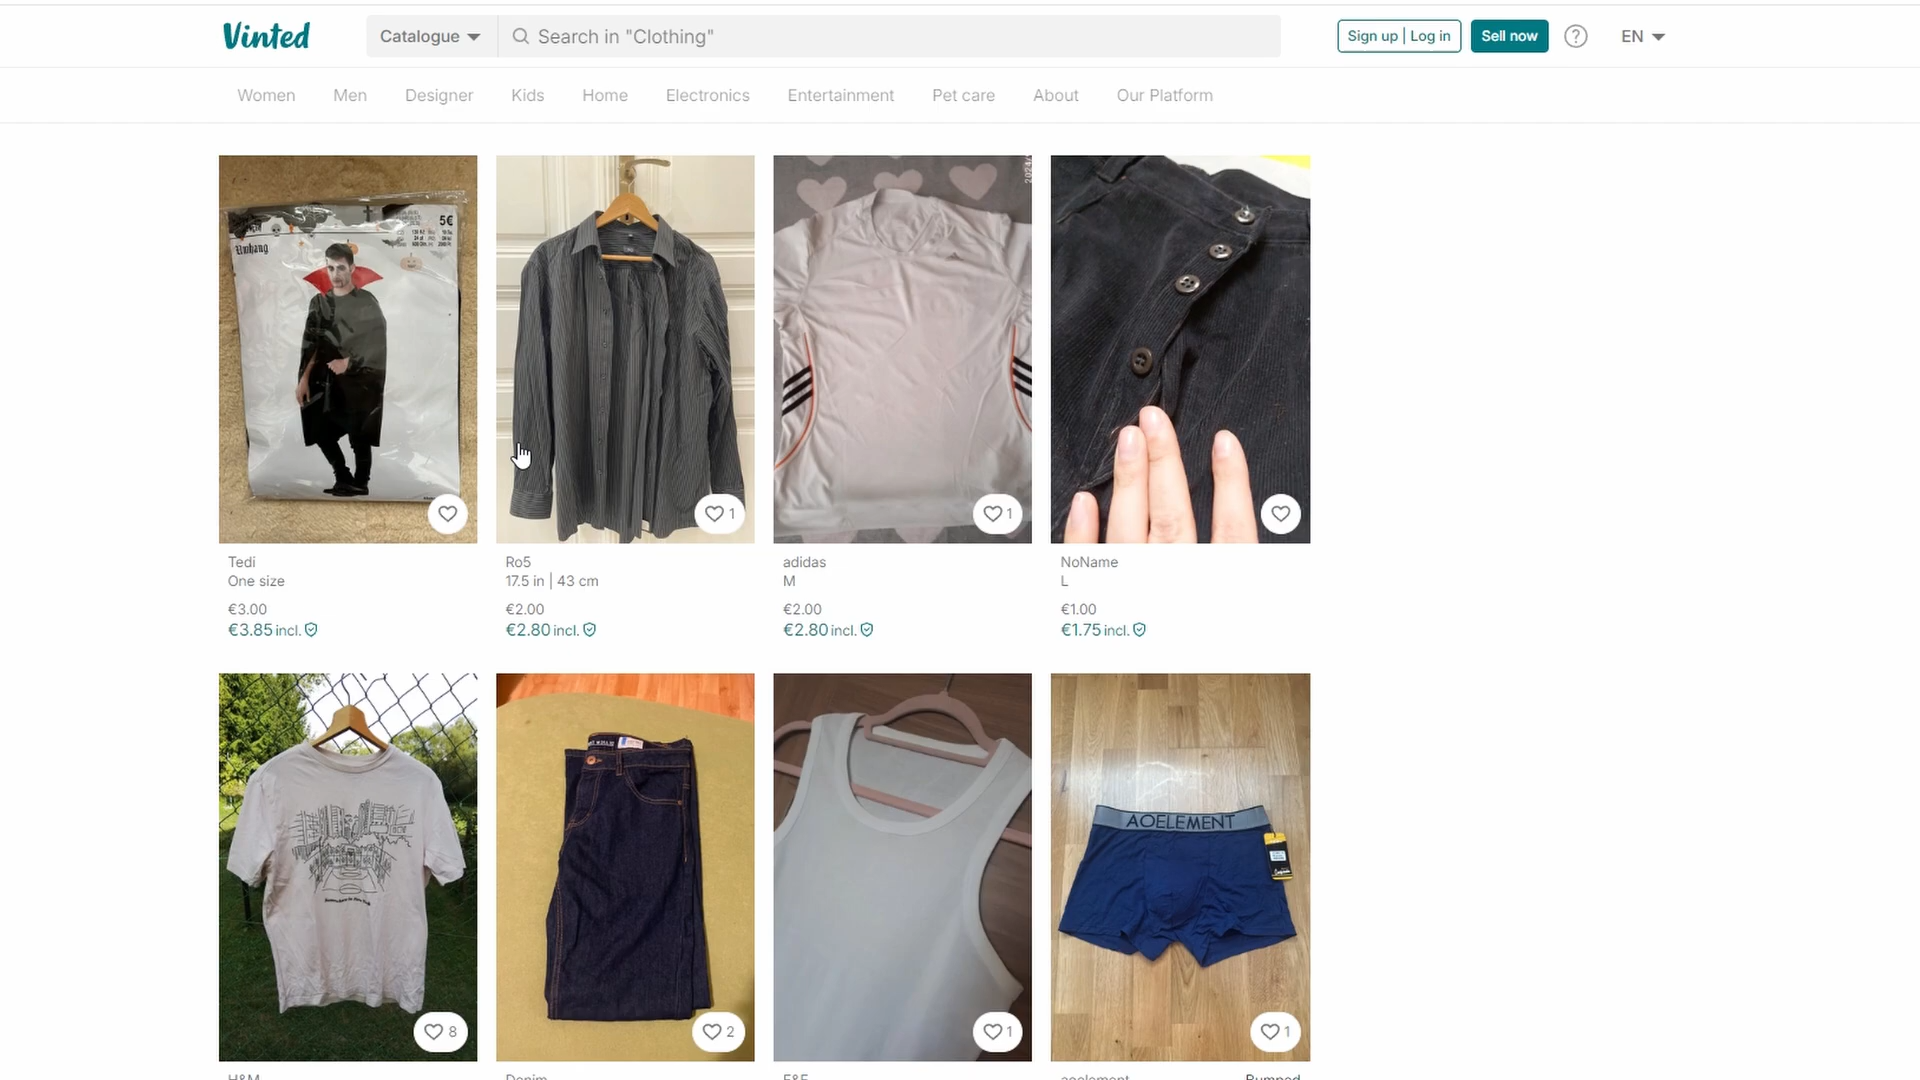 Vinted
Catalogue
Search in "Clothing"
Sign up | Log in
Sell now
?
EN
Women
Men
Designer
Kids
Home
Electronics
Entertainment
Pet care
About
Our Platform
5€
Umhang
1
1
Tedi
One size
€3.00
€3.85 incl.
Ro5
17.5 in | 43 cm
€2.00
€2.80 incl.
adidas
M
€2.00
€2.80 incl.
NoName
L
€1.00
€1.75 incl.
AOELEMENT
8
2
1
1
H&M
Denim
F&F
aoelement
Bumped